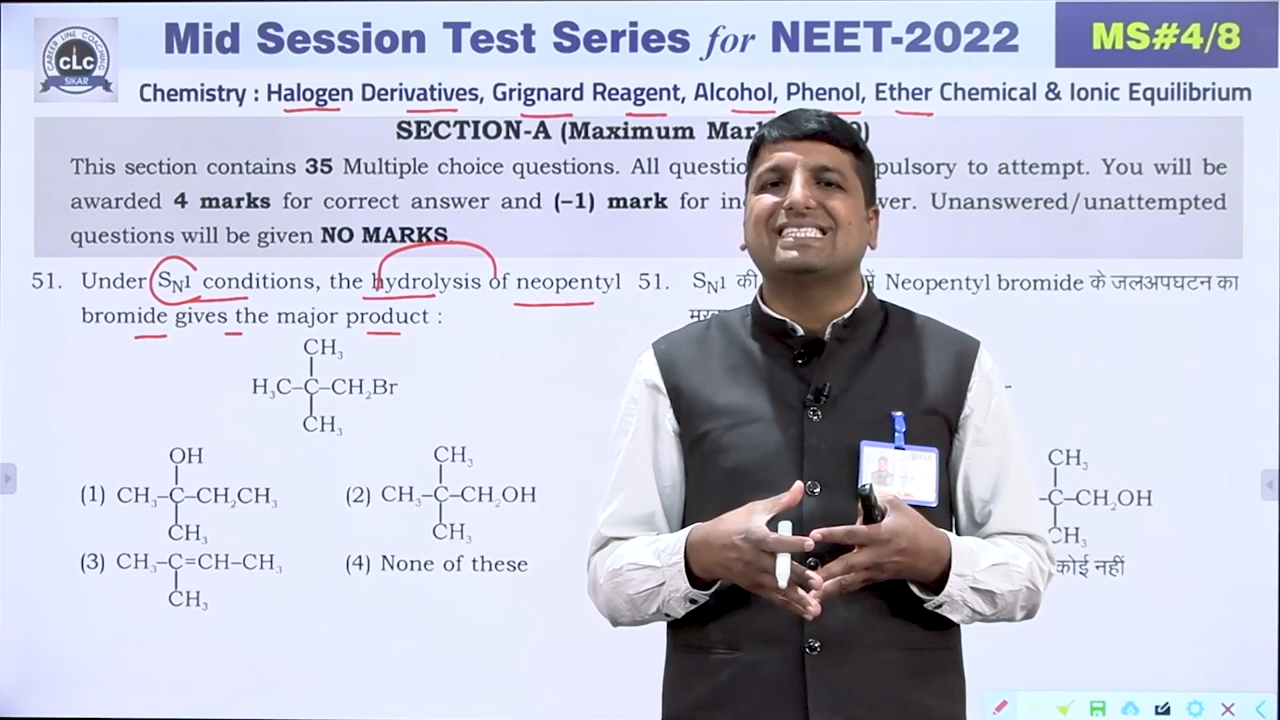 CAREER LINE COACHING
CLC
SIKAR
Mid Session Test Series for NEET-2022
MS#4/8
Chemistry : Halogen Derivatives, Grignard Reagent, Alcohol, Phenol, Ether Chemical & Ionic Equilibrium
SECTION-A (Maximum
This section contains 35 Multiple choice questions. All to attempt. You will be
awarded 4 marks for correct answer and (–1) mark for Unanswered/unattempted
questions will be given NO MARKS
51. Under SN1 conditions, the hydrolysis of neopentyl
bromide gives the major product :
CH₃
H₃C–C–CH₂Br
CH₃
OH
(1) CH₃–C–CH₂CH₃
CH₃
CH₃
(2) CH₃–C–CH₂OH
CH₃
(3) CH₃–C=CH–CH₃
CH₃
(4) None of these
51. SN1 की Neopentyl bromide के जलअपघटन का
CH₃
–C–CH₂OH
CH₃
कोई नहीं